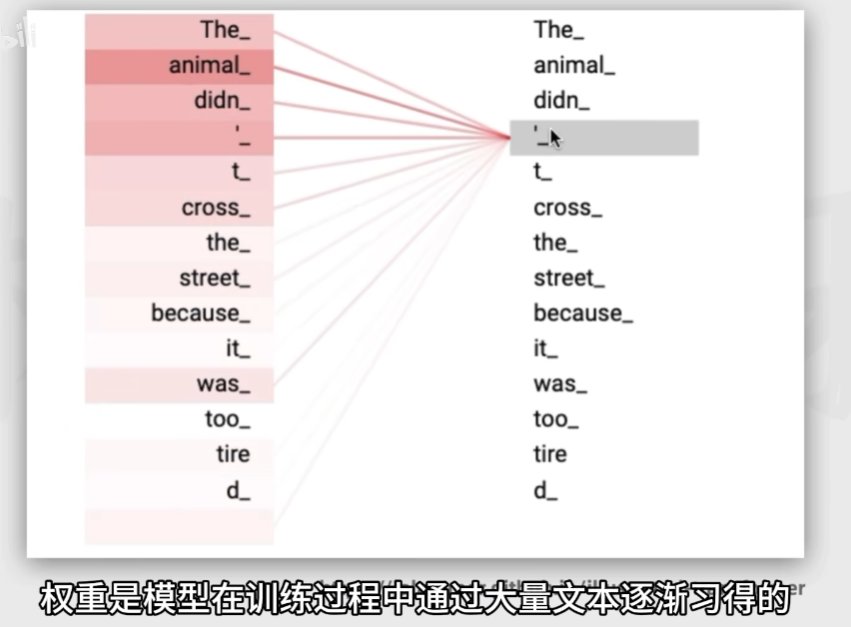 The_ The_
animal_ animal_
didn_ didn_
'_ '_
t_ t_
cross_ cross_
the_ the_
street_ street_
because_ because_
it_ it_
was_ was_
too_ too_
tire tire
d_ d_
权重是模型在训练过程中通过大量文本逐渐习得的